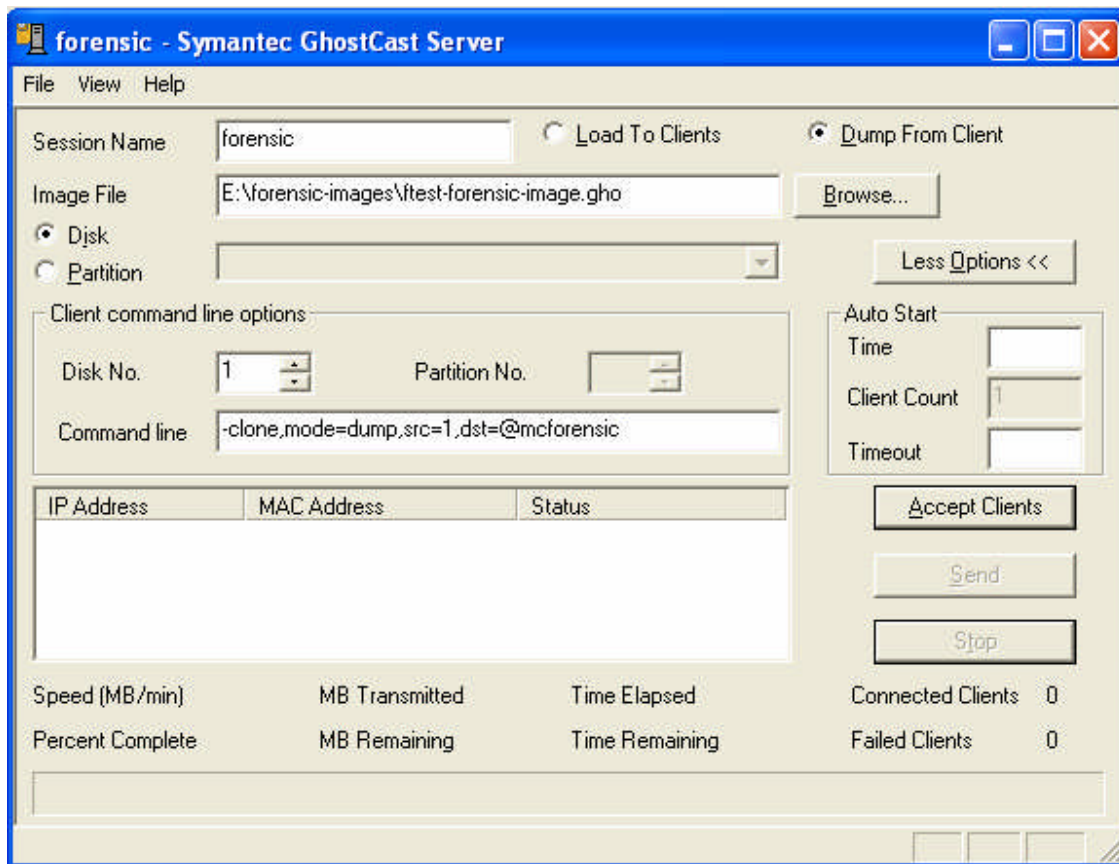 forensic - Symantec GhostCast Server
File View Help
Session Name forensic Load To Clients Dump From Client
Image File E:\forensic-images\ftest-forensic-image.gho Browse...
Disk
Partition Less Options <<
Client command line options Auto Start
Time
Disk No. 1 Partition No.
Client Count 1
Command line -clone,mode=dump,src=1,dst=@mcforensic
Timeout
IP Address MAC Address Status Accept Clients
Send
Stop
Speed (MB/min) MB Transmitted Time Elapsed Connected Clients 0
Percent Complete MB Remaining Time Remaining Failed Clients 0